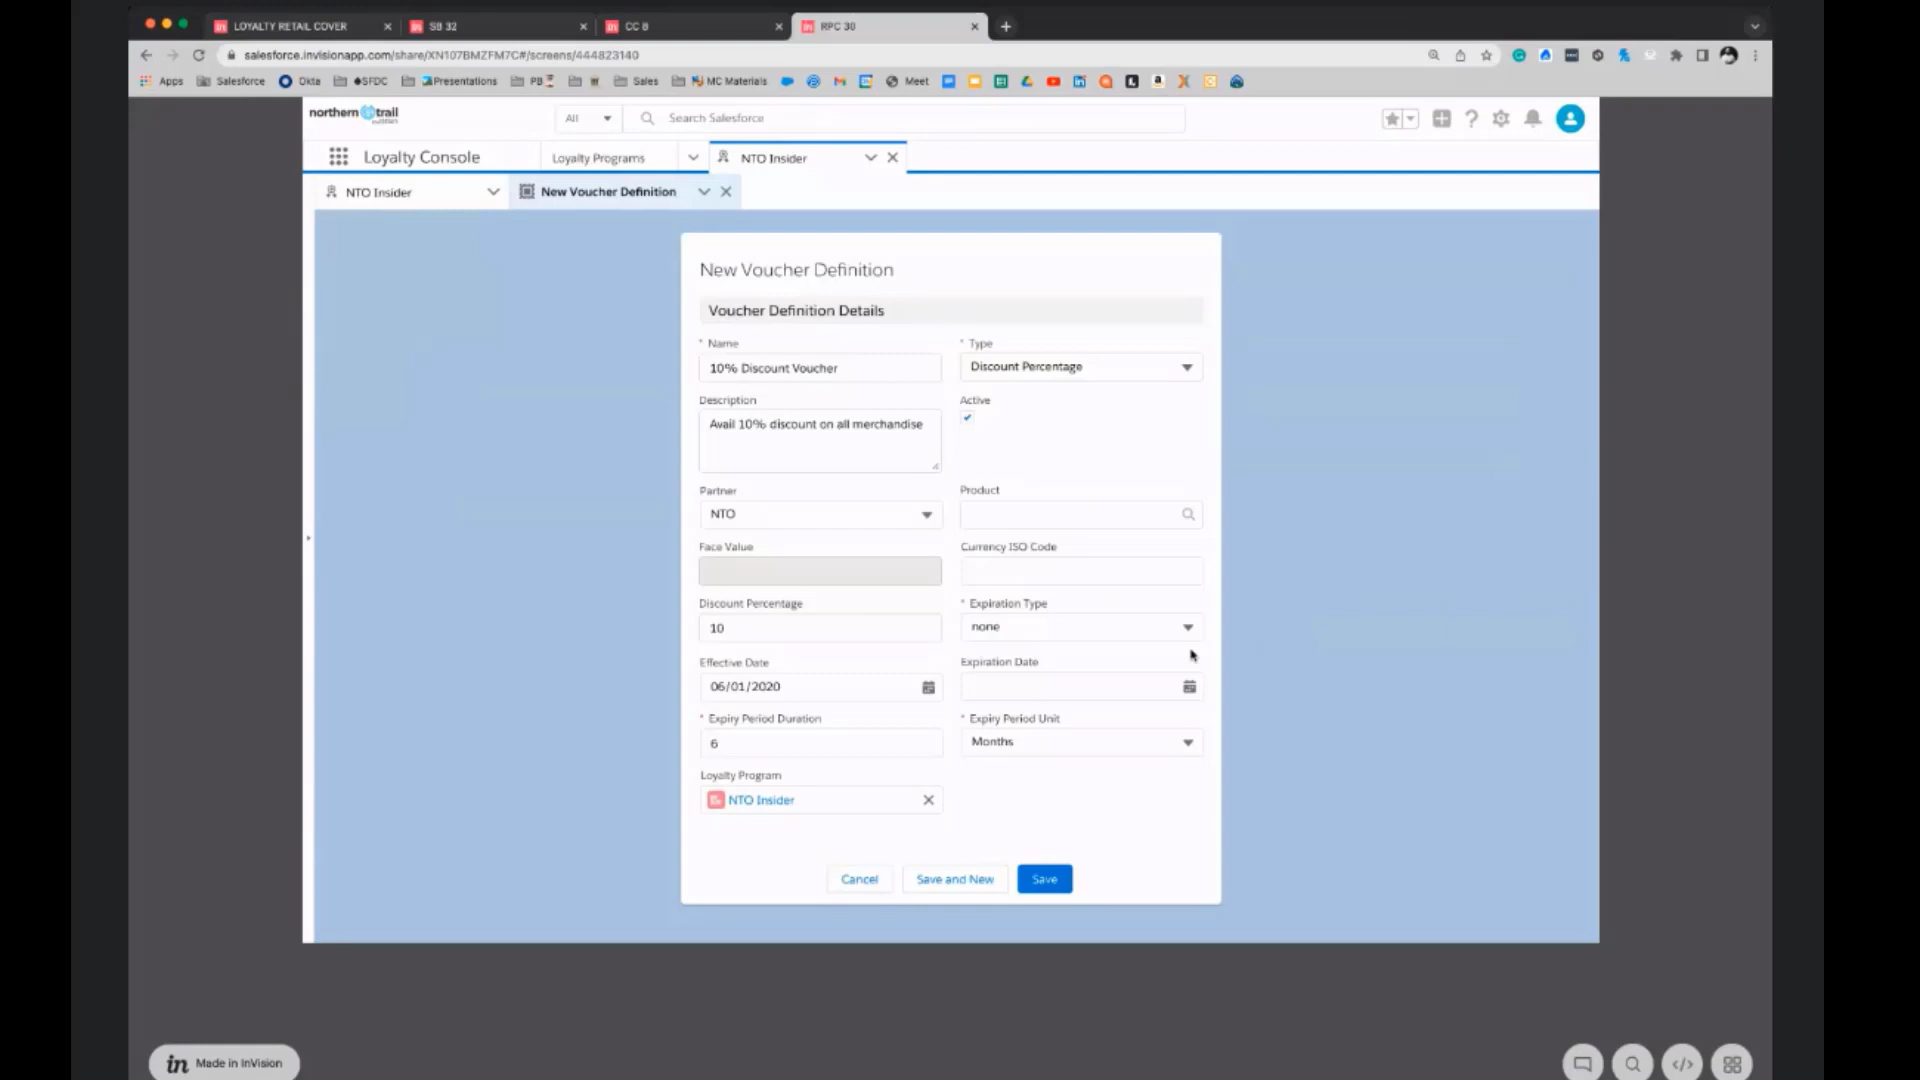 LOYALTY RETAIL COVER
SB 32
CC 8
RPC 30
salesforce.invisionapp.com/share/XN107BMZFM7C#/screens/444823140
Apps
Salesforce
Okta
SFDC
Presentations
PB
Sales
MC Materials
Meet
northern trail
All
Search Salesforce
Loyalty Console
Loyalty Programs
NTO Insider
NTO Insider
New Voucher Definition
New Voucher Definition
Voucher Definition Details
* Name
* Type
10% Discount Voucher
Discount Percentage
Description
Active
Avail 10% discount on all merchandise
Partner
Product
NTO
Face Value
Currency ISO Code
Discount Percentage
* Expiration Type
10
none
Effective Date
Expiration Date
06/01/2020
* Expiry Period Duration
* Expiry Period Unit
6
Months
Loyalty Program
NTO Insider
Cancel
Save and New
Save
in Made in InVision